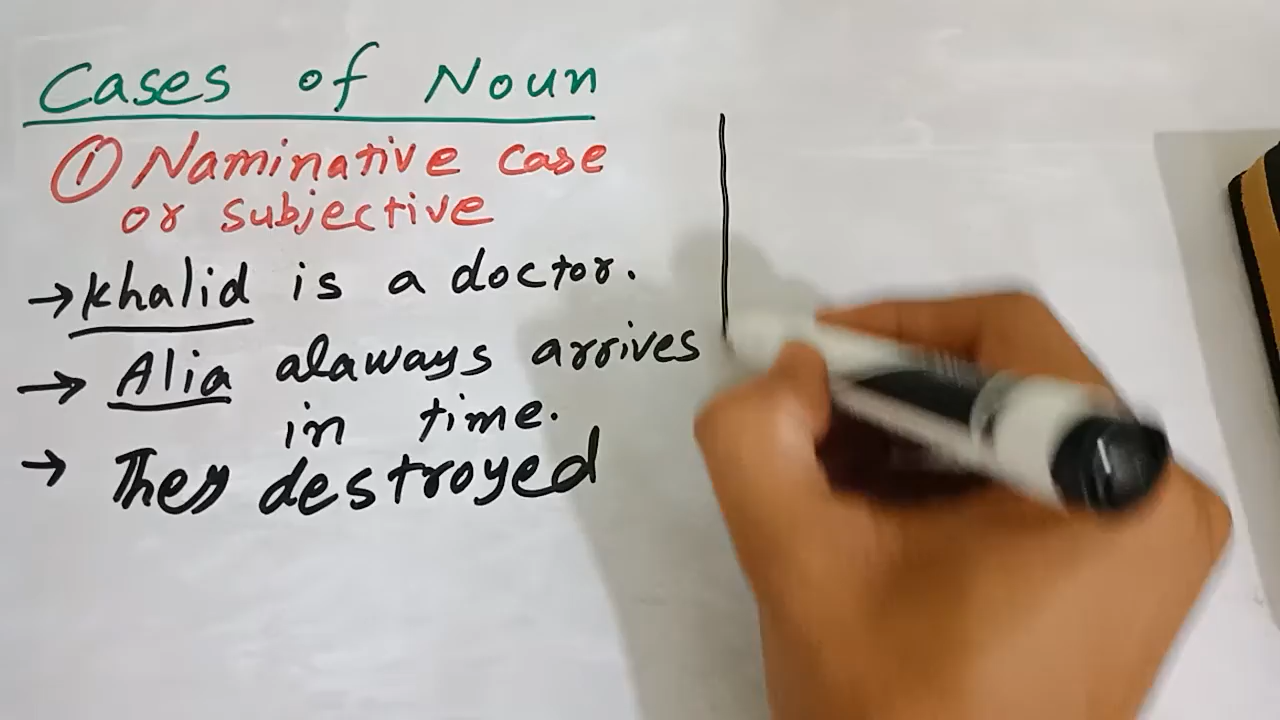 Cases of Noun
① Naminative case
or subjective
→ Khalid is a doctor.
→ Alia alaways arrives
in time.
→ They destroyed